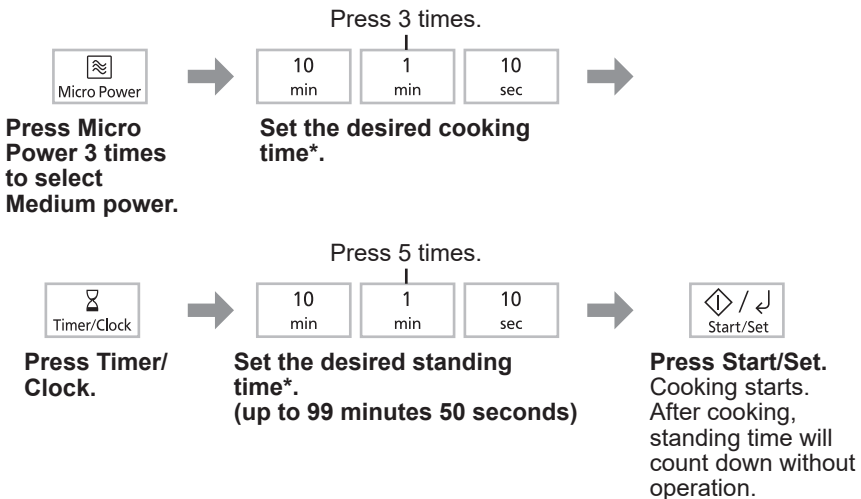 Press 3 times.
Micro Power
10 min
1 min
10 sec
Press Micro
Power 3 times
to select
Medium power.
Set the desired cooking
time*.
Press 5 times.
Timer/Clock
10 min
1 min
10 sec
/
Start/Set
Press Timer/
Clock.
Set the desired standing
time*.
(up to 99 minutes 50 seconds)
Press Start/Set.
Cooking starts.
After cooking,
standing time will
count down without
operation.